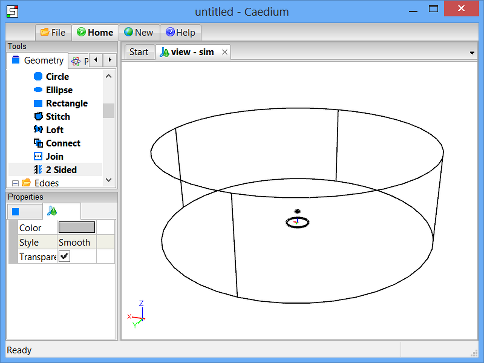 untitled - Caedium
File Home New Help
Tools
Geometry P
Circle
Ellipse
Rectangle
Stitch
Loft
Connect
Join
2 Sided
Edges
Properties
Color
Style Smooth
Transpare
Start view - sim
Z
X
Y
Ready